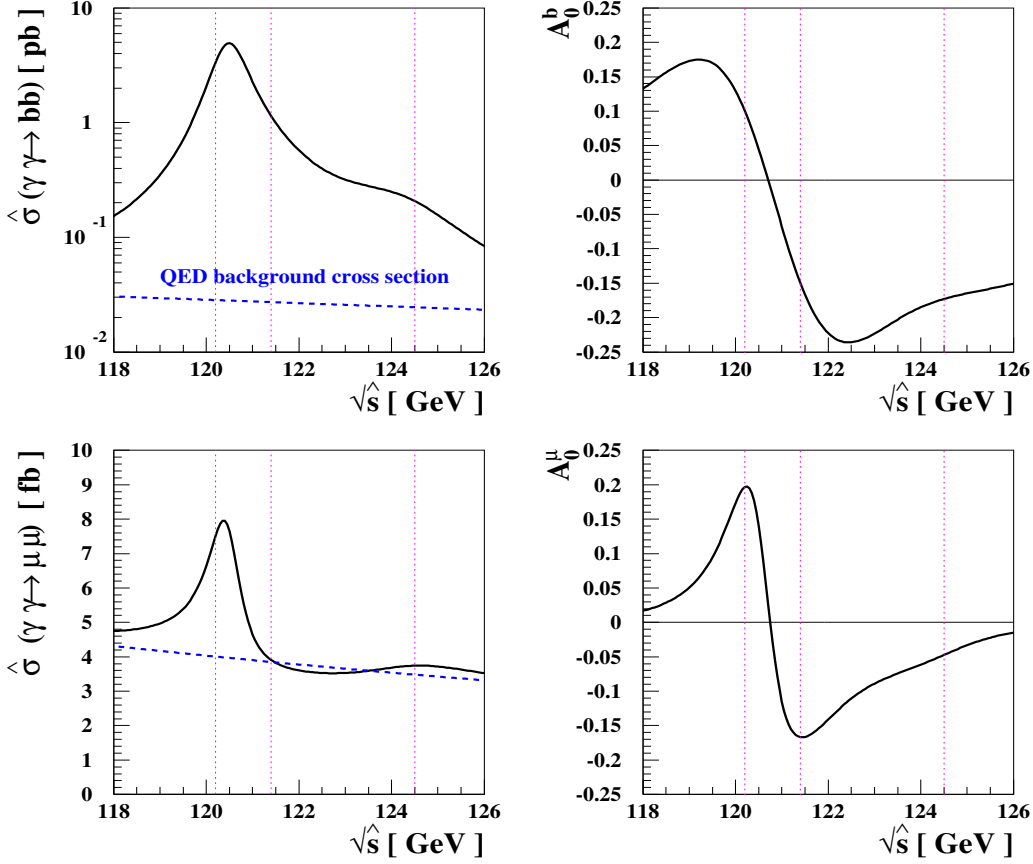 σ̂ (γ γ → bb) [ pb ]
10
1
10⁻¹
10⁻²
QED background cross section
118 120 122 124 126
√ŝ [ GeV ]
A₀ᵇ
0.25
0.2
0.15
0.1
0.05
0
-0.05
-0.1
-0.15
-0.2
-0.25
118 120 122 124 126
√ŝ [ GeV ]
σ̂ (γ γ → μ μ) [ fb ]
10
9
8
7
6
5
4
3
2
1
0
118 120 122 124 126
√ŝ [ GeV ]
A₀^μ
0.25
0.2
0.15
0.1
0.05
0
-0.05
-0.1
-0.15
-0.2
-0.25
118 120 122 124 126
√ŝ [ GeV ]